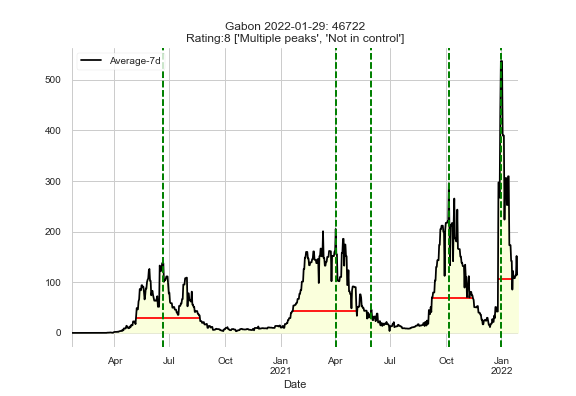 Gabon 2022-01-29: 46722
Rating:8 ['Multiple peaks', 'Not in control']
Average-7d
500
400
300
200
100
0
Apr Jul Oct Jan Apr Jul Oct Jan
2021 2022
Date